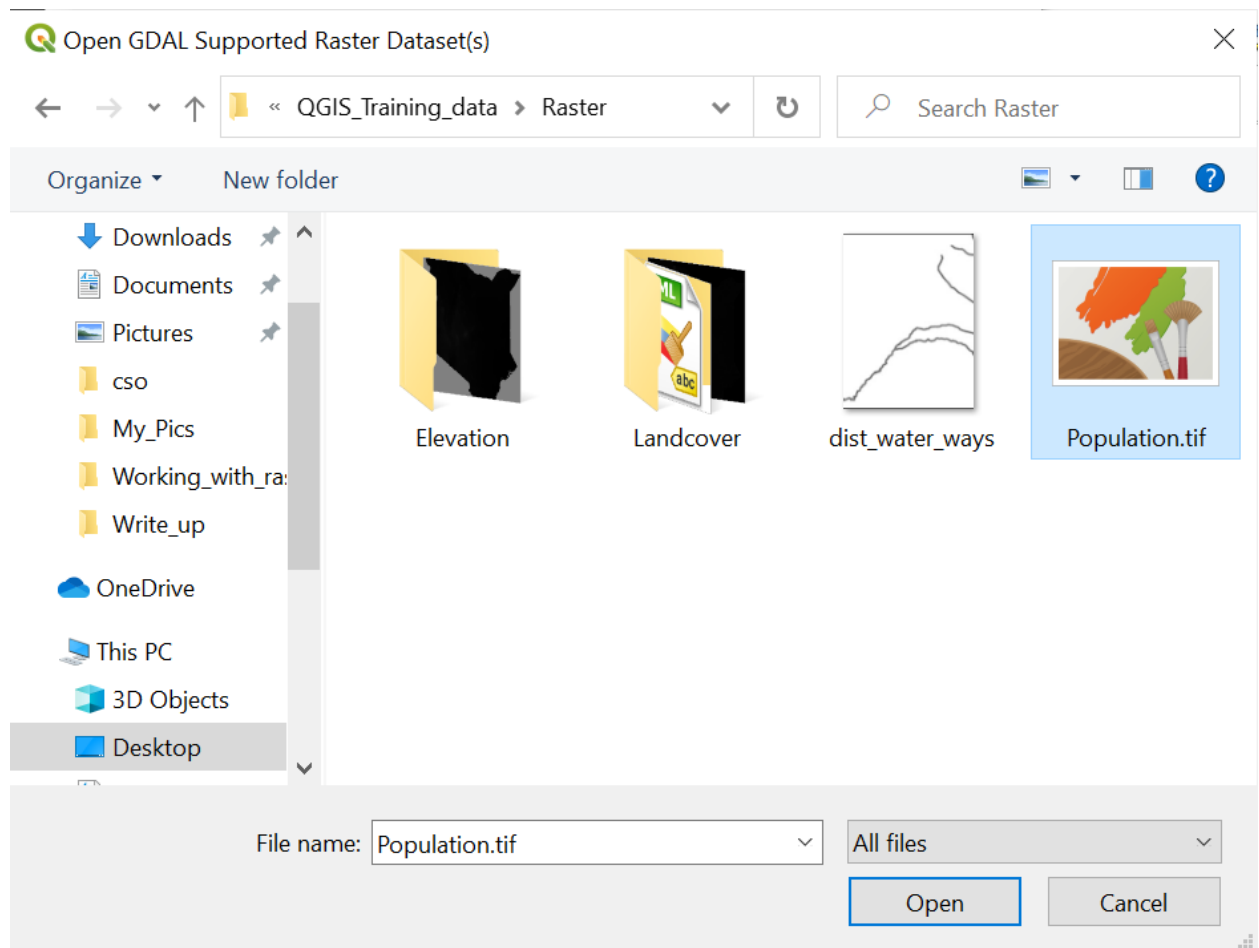 Open GDAL Supported Raster Dataset(s)
« QGIS_Training_data > Raster
Search Raster
Organize
New folder
?
Downloads
Documents
Pictures
cso
My_Pics
Working_with_ra
Write_up
OneDrive
This PC
3D Objects
Desktop
ML
abc
Elevation
Landcover
dist_water_ways
Population.tif
File name: Population.tif
All files
Open
Cancel